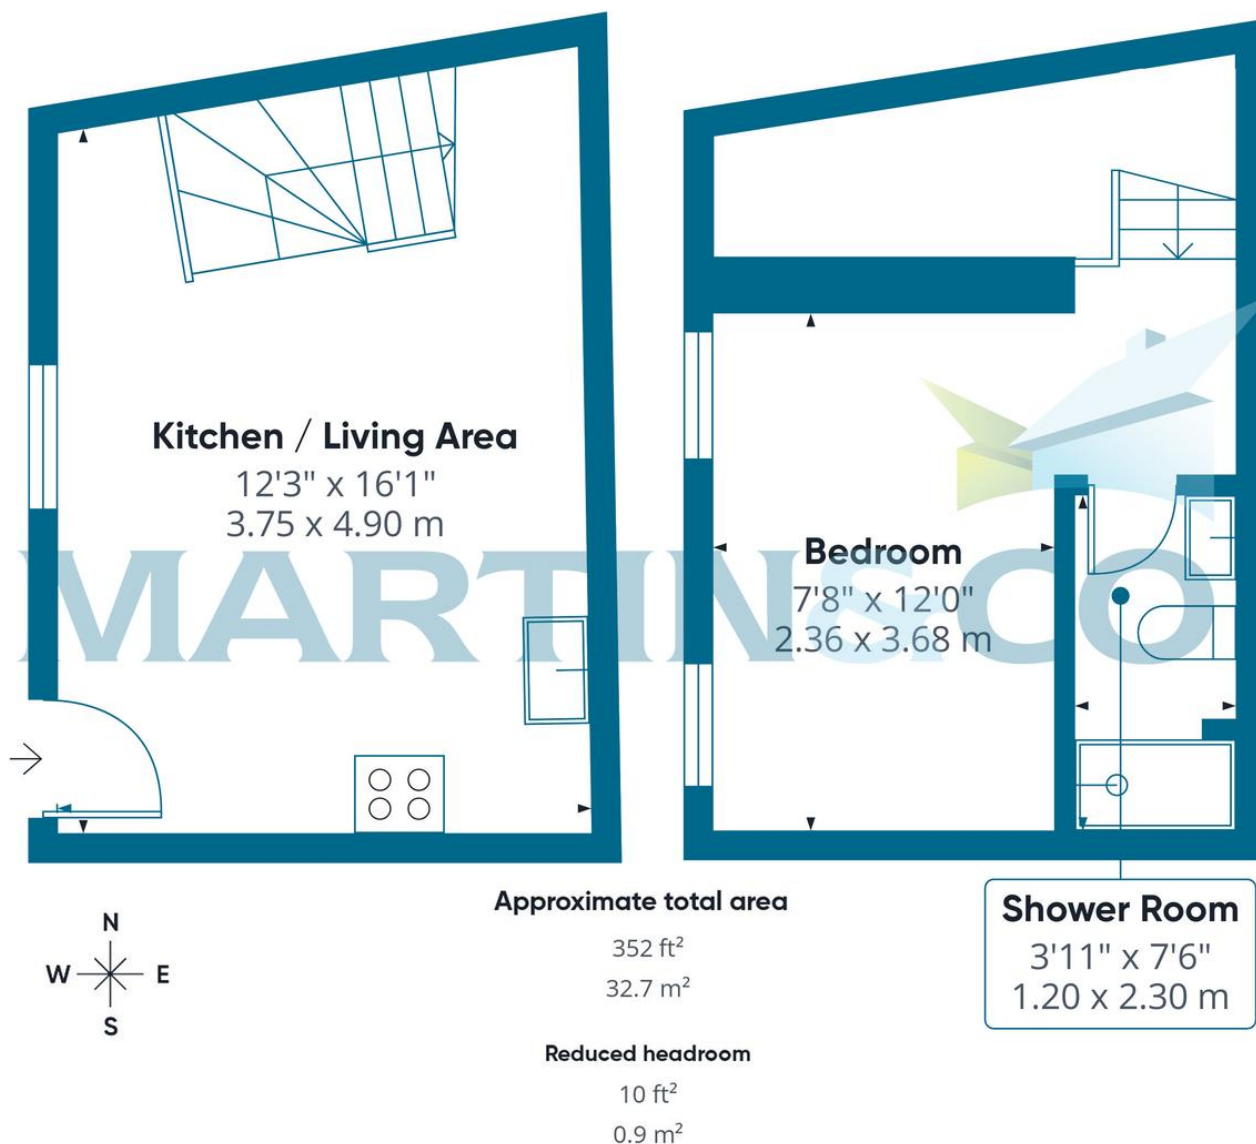 Kitchen / Living Area
12'3" x 16'1"
3.75 x 4.90 m
Bedroom
7'8" x 12'0"
2.36 x 3.68 m
MARTIN&CO
Shower Room
3'11" x 7'6"
1.20 x 2.30 m
Approximate total area
352 ft²
32.7 m²
Reduced headroom
10 ft²
0.9 m²
N
W E
S